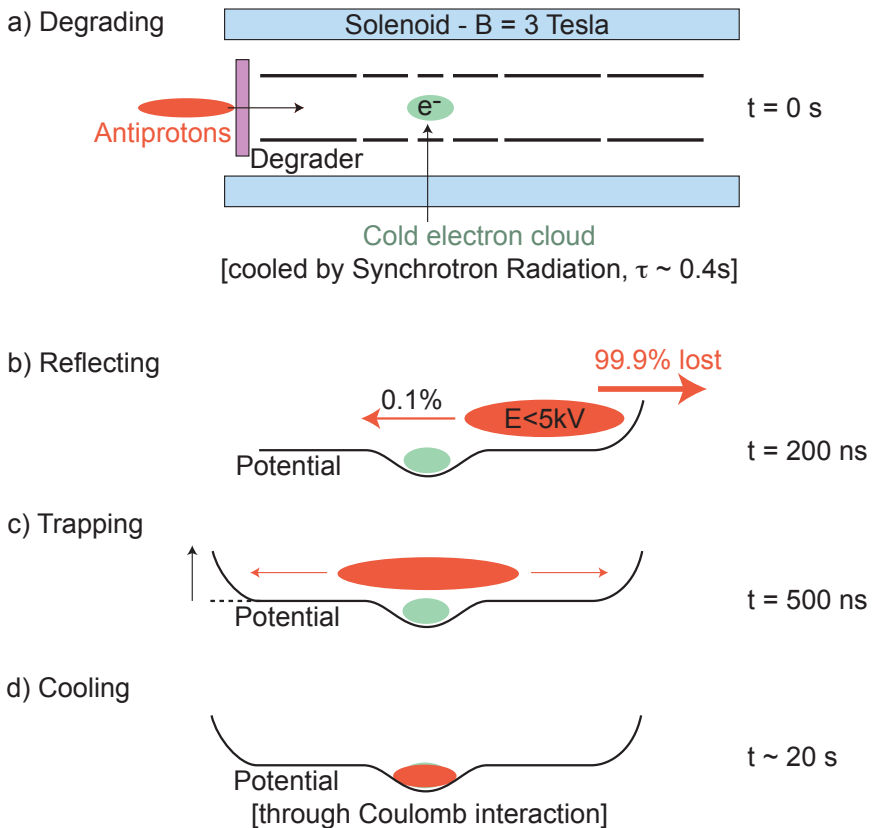 a) Degrading
Solenoid - B = 3 Tesla
e-
t = 0 s
Antiprotons
Degrader
Cold electron cloud
[cooled by Synchrotron Radiation, τ ~ 0.4s]
b) Reflecting
99.9% lost
0.1%
E<5kV
Potential
t = 200 ns
c) Trapping
Potential
t = 500 ns
d) Cooling
t ~ 20 s
Potential
[through Coulomb interaction]